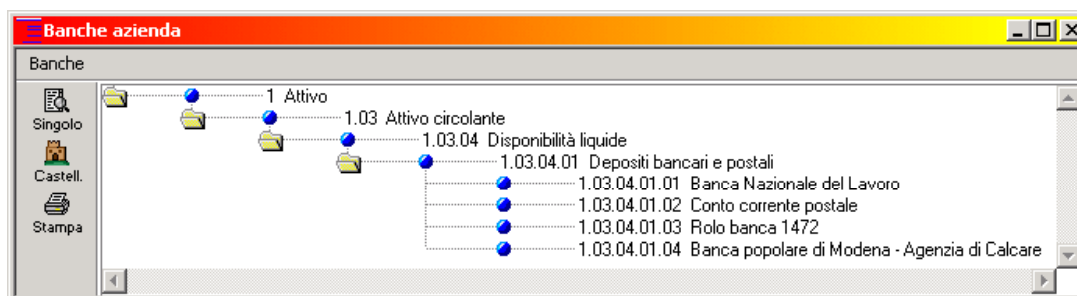 Banche azienda
Banche
Singolo
Castell.
Stampa
1 Attivo
1.03 Attivo circolante
1.03.04 Disponibilità liquide
1.03.04.01 Depositi bancari e postali
1.03.04.01.01 Banca Nazionale del Lavoro
1.03.04.01.02 Conto corrente postale
1.03.04.01.03 Rolo banca 1472
1.03.04.01.04 Banca popolare di Modena - Agenzia di Calcare